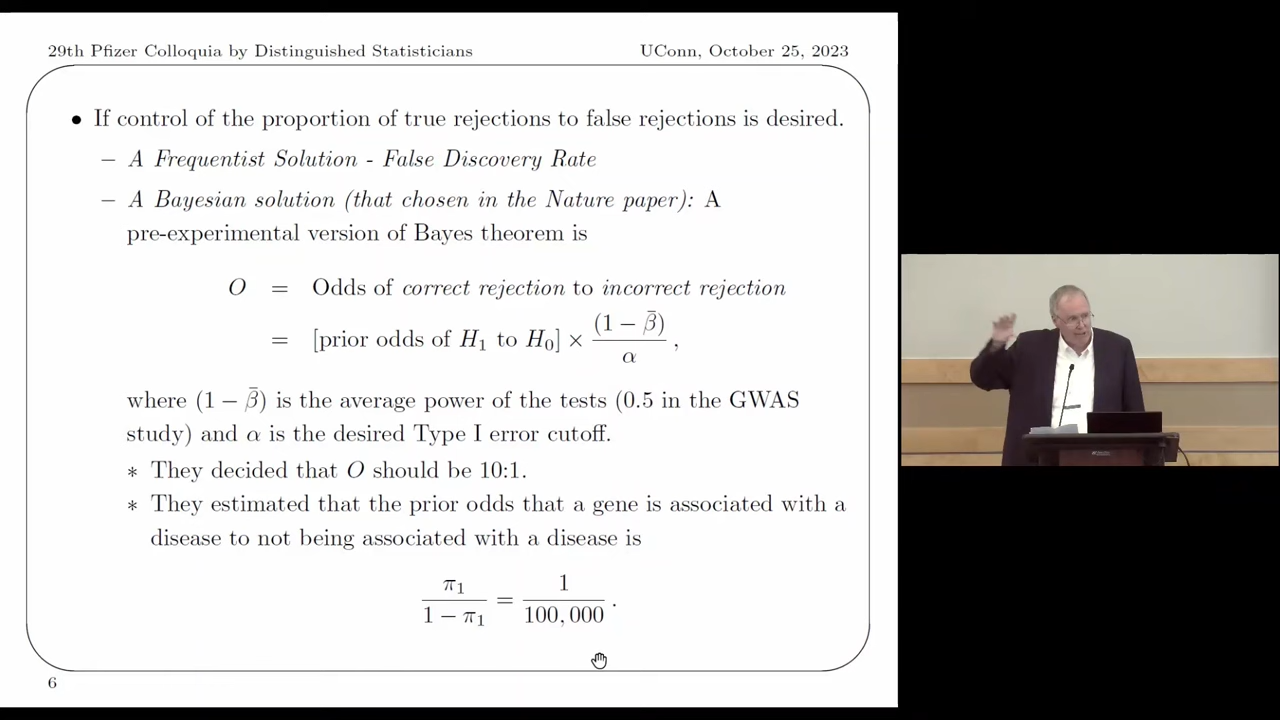 29th Pfizer Colloquia by Distinguished Statisticians UConn, October 25, 2023
• If control of the proportion of true rejections to false rejections is desired.
– A Frequentist Solution - False Discovery Rate
– A Bayesian solution (that chosen in the Nature paper): A
pre-experimental version of Bayes theorem is
O = Odds of correct rejection to incorrect rejection
= [prior odds of H₁ to H₀] × (1 − β̄) / α ,
where (1 − β̄) is the average power of the tests (0.5 in the GWAS
study) and α is the desired Type I error cutoff.
∗ They decided that O should be 10:1.
∗ They estimated that the prior odds that a gene is associated with a
disease to not being associated with a disease is
π₁ / 1 − π₁ = 1 / 100,000 .
6